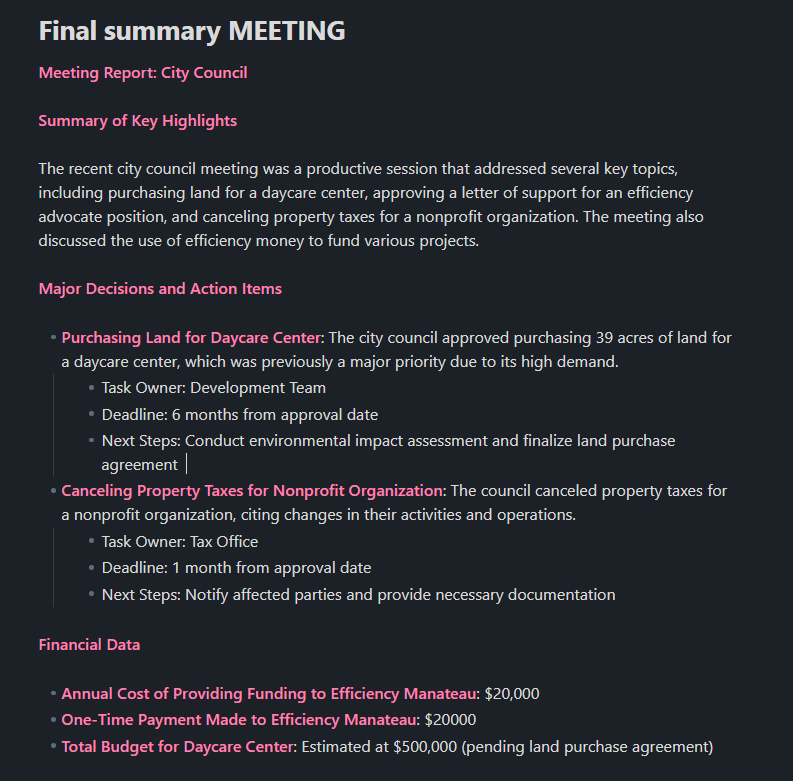 Final summary MEETING
Meeting Report: City Council
Summary of Key Highlights
The recent city council meeting was a productive session that addressed several key topics,
including purchasing land for a daycare center, approving a letter of support for an efficiency
advocate position, and canceling property taxes for a nonprofit organization. The meeting also
discussed the use of efficiency money to fund various projects.
Major Decisions and Action Items
• Purchasing Land for Daycare Center: The city council approved purchasing 39 acres of land for
a daycare center, which was previously a major priority due to its high demand.
• Task Owner: Development Team
• Deadline: 6 months from approval date
• Next Steps: Conduct environmental impact assessment and finalize land purchase
agreement
• Canceling Property Taxes for Nonprofit Organization: The council canceled property taxes for
a nonprofit organization, citing changes in their activities and operations.
• Task Owner: Tax Office
• Deadline: 1 month from approval date
• Next Steps: Notify affected parties and provide necessary documentation
Financial Data
• Annual Cost of Providing Funding to Efficiency Manateau: $20,000
• One-Time Payment Made to Efficiency Manateau: $20000
• Total Budget for Daycare Center: Estimated at $500,000 (pending land purchase agreement)